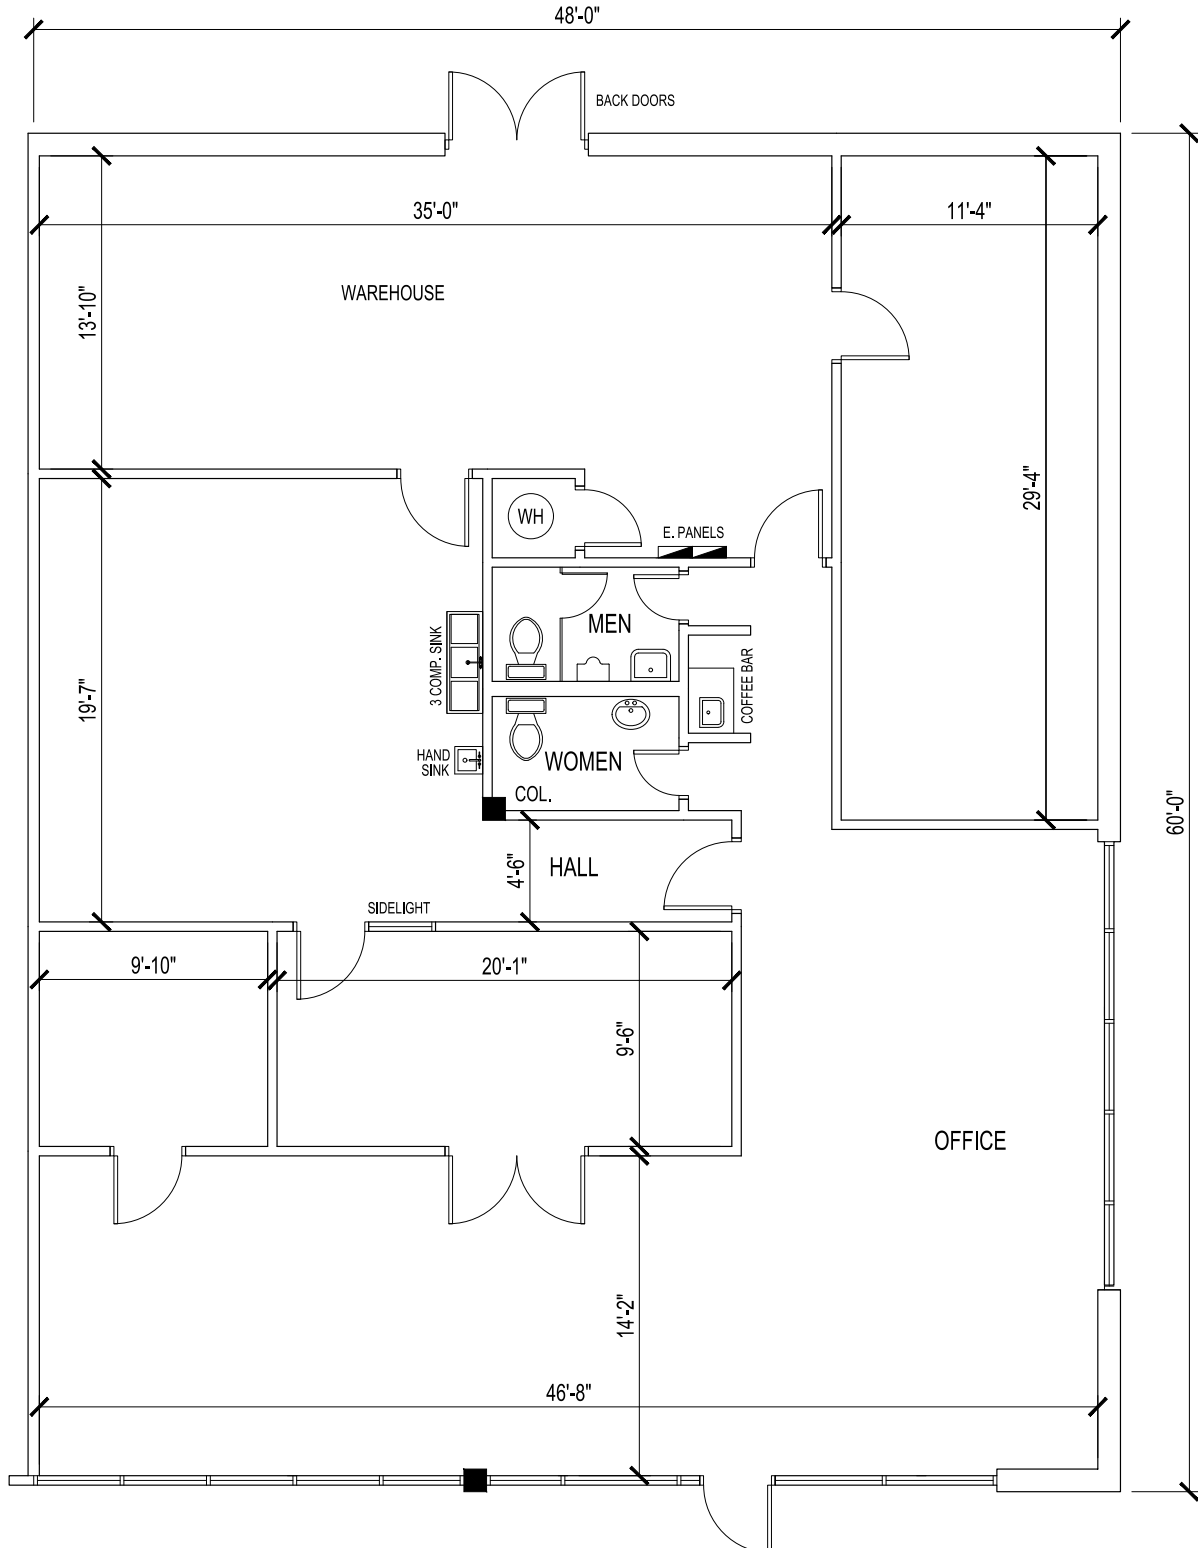 48'-0"
BACK DOORS
35'-0"
11'-4"
WAREHOUSE
13'-10"
29'-4"
WH
E. PANELS
MEN
3 COMP. SINK
COFFEE BAR
19'-7"
HAND
SINK
WOMEN
COL.
60'-0"
4'-6"
HALL
SIDELIGHT
9'-10"
20'-1"
9'-6"
OFFICE
14'-2"
46'-8"